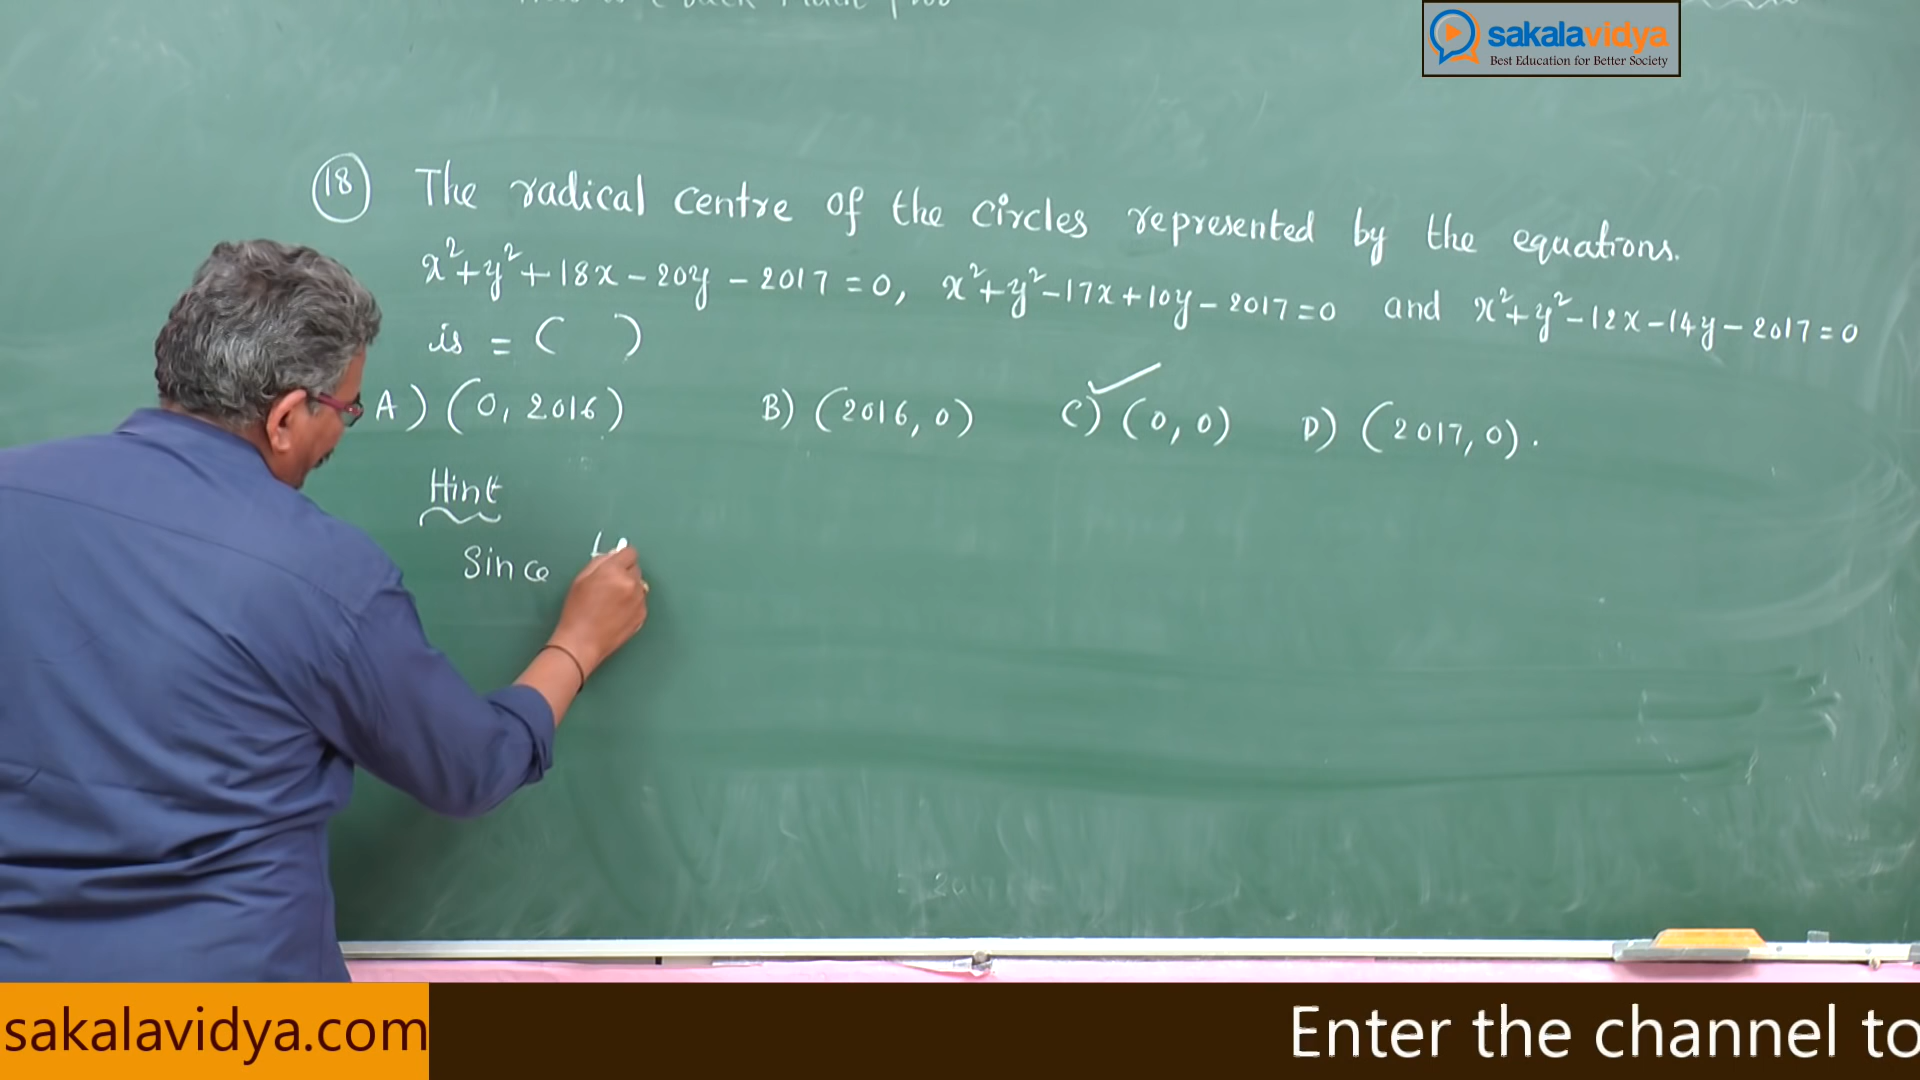 sakalavidya
Best Education for Better Society
18 The radical centre of the circles represented by the equations.
x²+y²+18x-20y-2017=0, x²+y²-17x+10y-2017=0 and x²+y²-12x-14y-2017=0
is = ( )
A) (0, 2016) B) (2016, 0) C) (0, 0) D) (2017, 0).
Hint
Since
sakalavidya.com
Enter the channel to